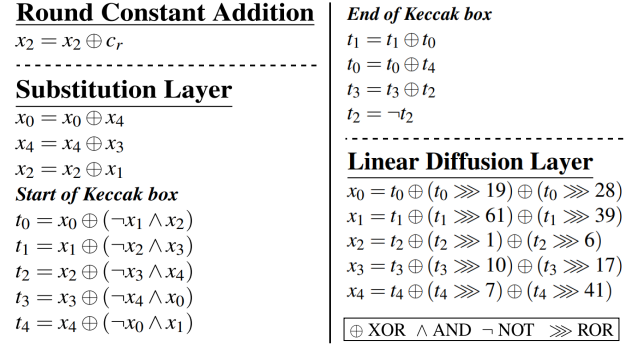 Round Constant Addition
x₂ = x₂ ⊕ cᵣ
Substitution Layer
x₀ = x₀ ⊕ x₄
x₄ = x₄ ⊕ x₃
x₂ = x₂ ⊕ x₁
Start of Keccak box
t₀ = x₀ ⊕ (¬x₁ ∧ x₂)
t₁ = x₁ ⊕ (¬x₂ ∧ x₃)
t₂ = x₂ ⊕ (¬x₃ ∧ x₄)
t₃ = x₃ ⊕ (¬x₄ ∧ x₀)
t₄ = x₄ ⊕ (¬x₀ ∧ x₁)
End of Keccak box
t₁ = t₁ ⊕ t₀
t₀ = t₀ ⊕ t₄
t₃ = t₃ ⊕ t₂
t₂ = ¬t₂
Linear Diffusion Layer
x₀ = t₀ ⊕ (t₀ ⋙ 19) ⊕ (t₀ ⋙ 28)
x₁ = t₁ ⊕ (t₁ ⋙ 61) ⊕ (t₁ ⋙ 39)
x₂ = t₂ ⊕ (t₂ ⋙ 1) ⊕ (t₂ ⋙ 6)
x₃ = t₃ ⊕ (t₃ ⋙ 10) ⊕ (t₃ ⋙ 17)
x₄ = t₄ ⊕ (t₄ ⋙ 7) ⊕ (t₄ ⋙ 41)
⊕ XOR ∧ AND ¬ NOT ⋙ ROR